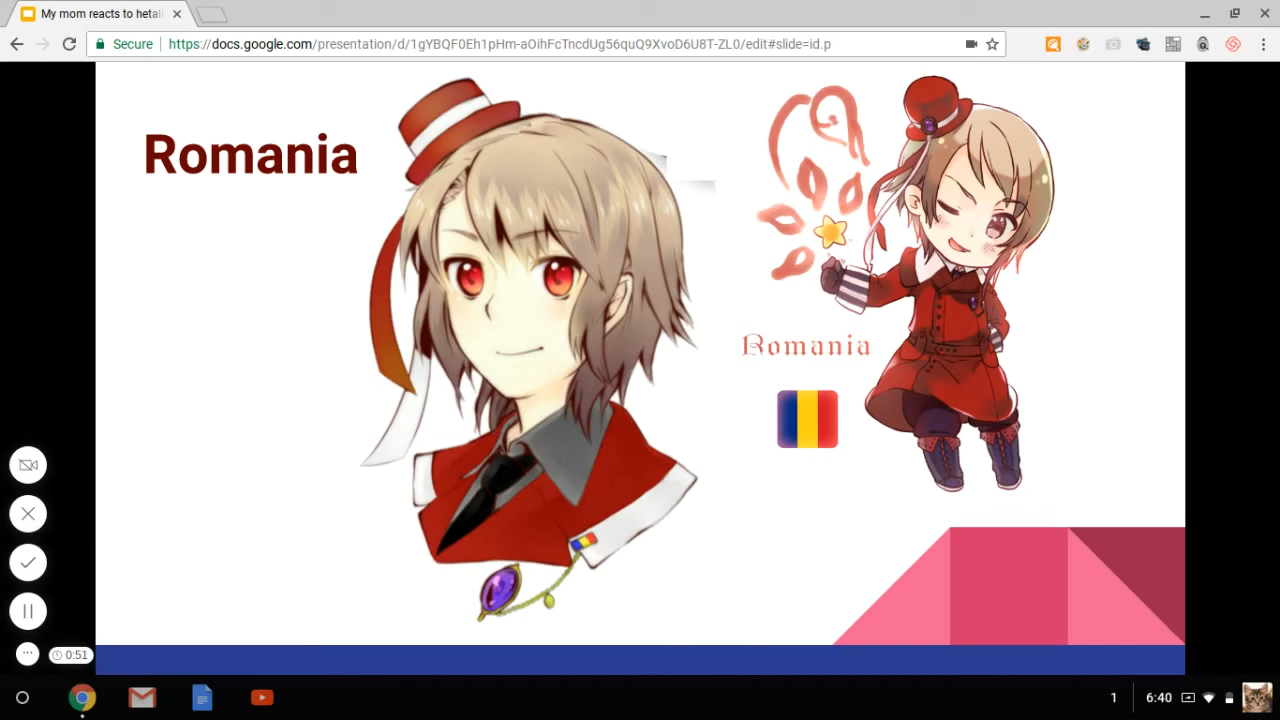 My mom reacts to hetali
Secure
https://docs.google.com/presentation/d/1gYBQF0Eh1pHm-aOihFcTncdUg56quQ9XvoD6U8T-ZL0/edit#slide=id.p
Romania
Romania
0:51
1
6:40